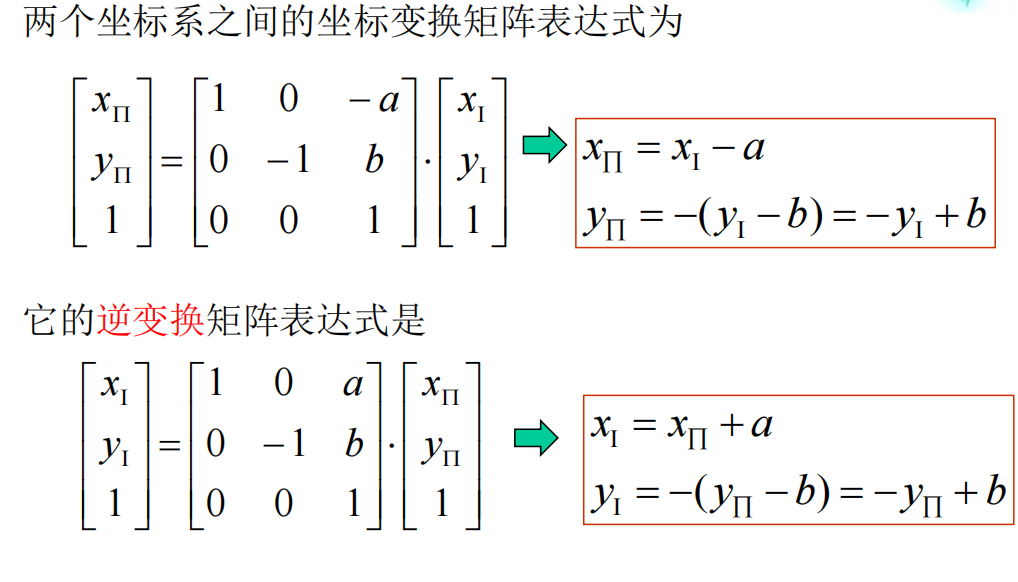 两个坐标系之间的坐标变换矩阵表达式为
[x_Π; y_Π; 1] = [1 0 −a; 0 −1 b; 0 0 1] · [x_I; y_I; 1]
x_Π = x_I − a
y_Π = −(y_I − b) = −y_I + b
它的逆变换矩阵表达式是
[x_I; y_I; 1] = [1 0 a; 0 −1 b; 0 0 1] · [x_Π; y_Π; 1]
x_I = x_Π + a
y_I = −(y_Π − b) = −y_Π + b